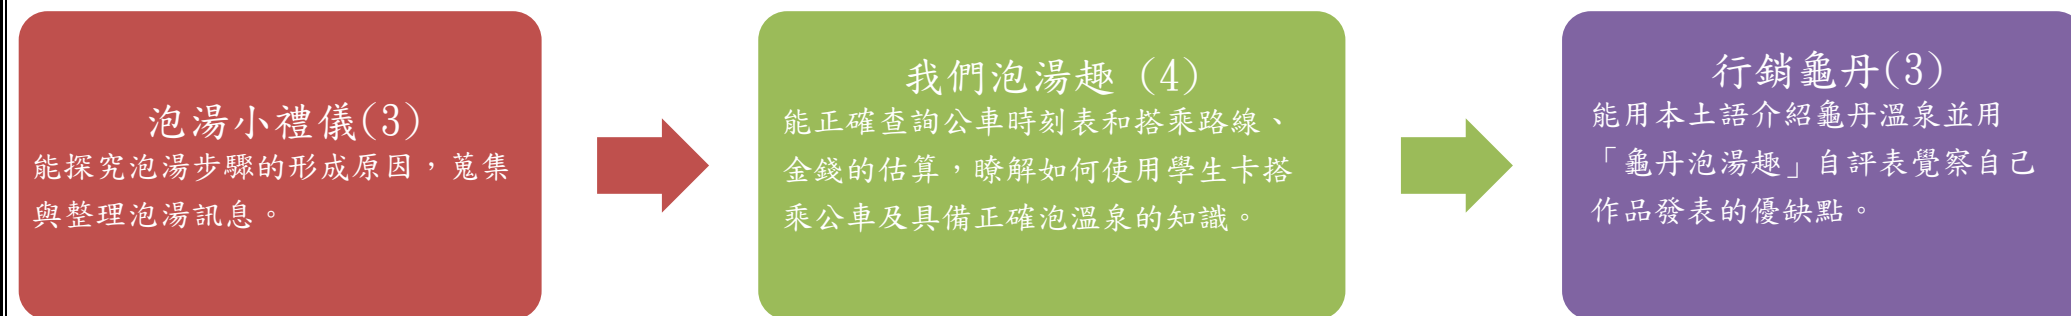 泡湯小禮儀(3)
能探究泡湯步驟的形成原因，蒐集
與整理泡湯訊息。
我們泡湯趣 (4)
能正確查詢公車時刻表和搭乘路線、
金錢的估算，瞭解如何使用學生卡搭
乘公車及具備正確泡溫泉的知識。
行銷龜丹(3)
能用本土語介紹龜丹溫泉並用
「龜丹泡湯趣」自評表覺察自己
作品發表的優缺點。